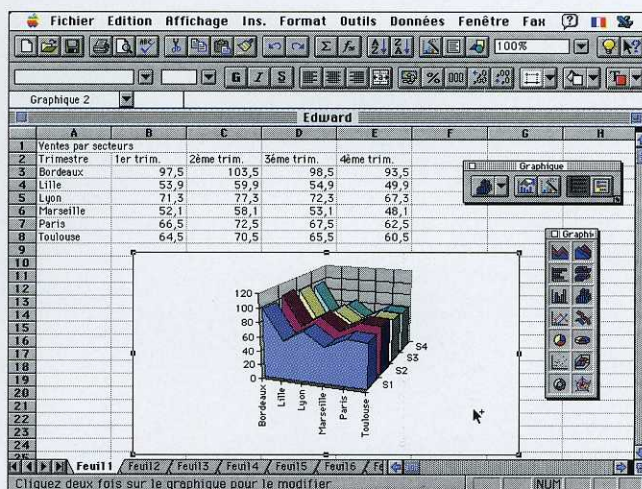 Fichier Edition Affichage Ins. Format Outils Données Fenêtre Fax
100%
G I S
% 000
Graphique 2
Edward
A B C D E F G H
1 Ventes par secteurs
2 Trimestre 1er trim. 2ème trim. 3éme trim. 4ème trim.
3 Bordeaux 97,5 103,5 98,5 93,5
4 Lille 53,9 59,9 54,9 49,9
5 Lyon 71,3 77,3 72,3 67,3
6 Marseille 52,1 58,1 53,1 48,1
7 Paris 66,5 72,5 67,5 62,5
8 Toulouse 64,5 70,5 65,5 60,5
9
10
11
12
13
14
15
16
17
18
19
20
21
22
23
24
25
Graphique
Graphi
120
100
80
60
40
20
0
S4
S3
S2
S1
Bordeaux
Lille
Lyon
Marseille
Paris
Toulouse
Feuil1 Feuil2 Feuil3 Feuil4 Feuil5 Feuil6
Cliquez deux fois sur le graphique pour le modifier
NUM